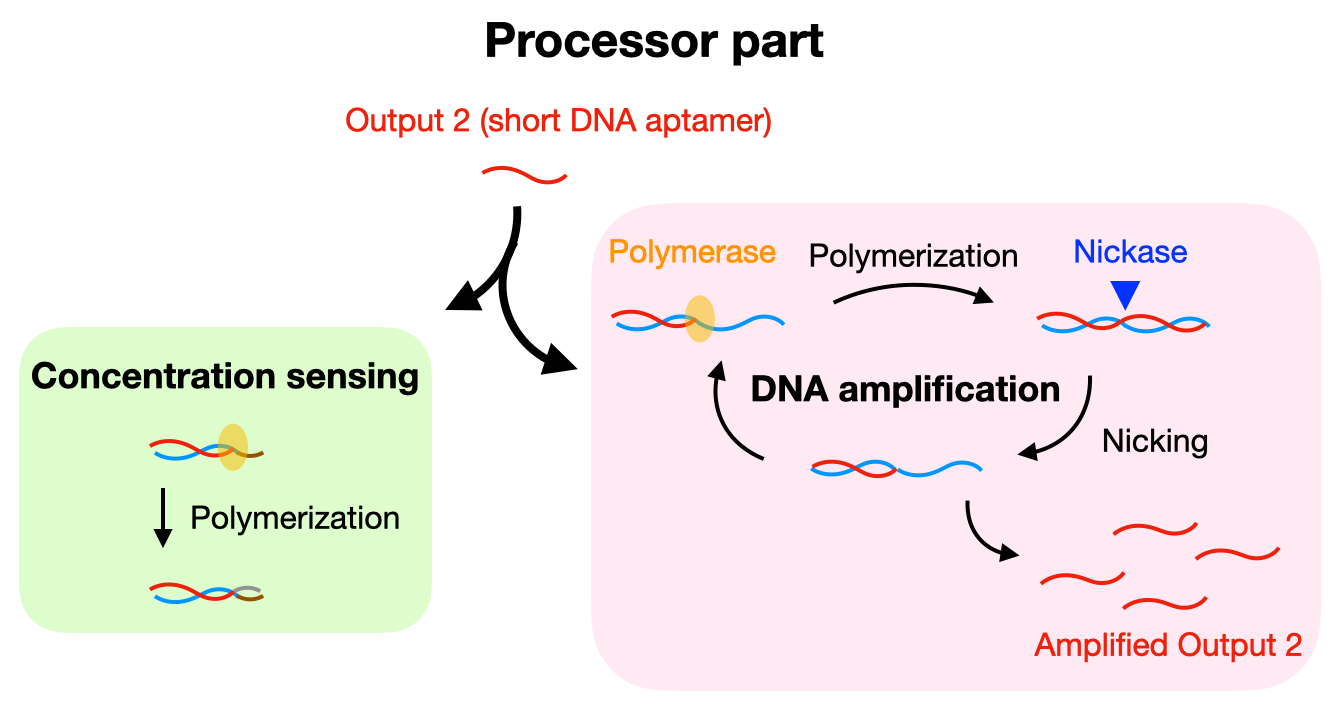 Processor part
Output 2 (short DNA aptamer)
Polymerase
Polymerization
Nickase
Concentration sensing
DNA amplification
Nicking
Polymerization
Amplified Output 2